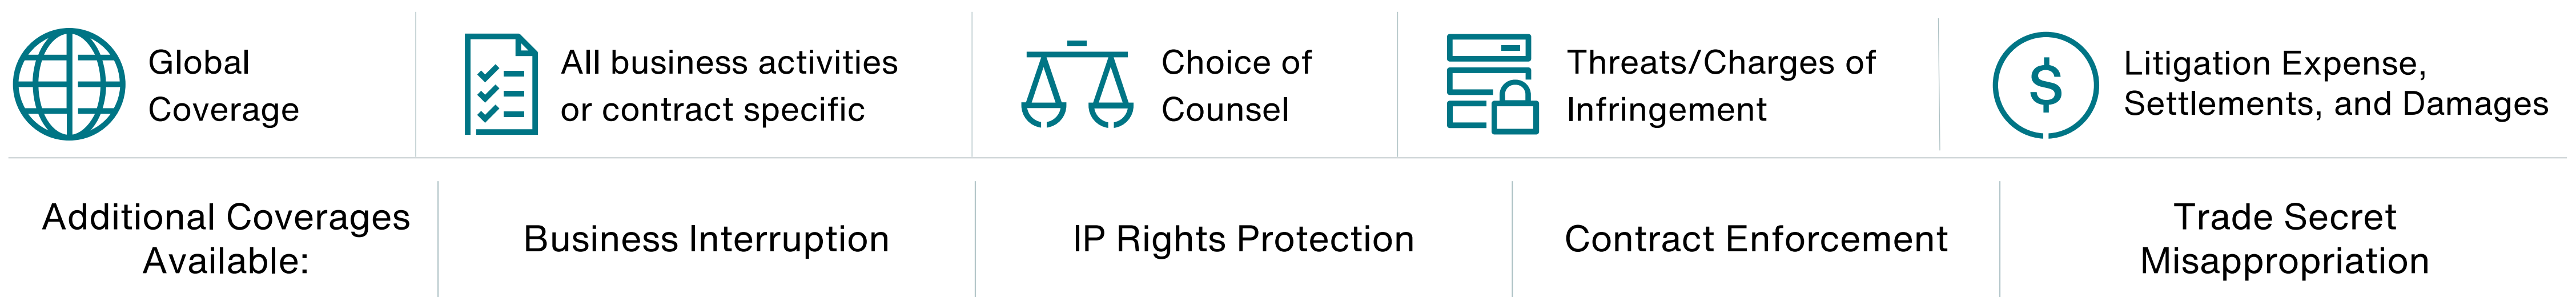 Global
Coverage
All business activities
or contract specific
Choice of
Counsel
Threats/Charges of
Infringement
$
Litigation Expense,
Settlements, and Damages
Additional Coverages
Available:
Business Interruption
IP Rights Protection
Contract Enforcement
Trade Secret
Misappropriation